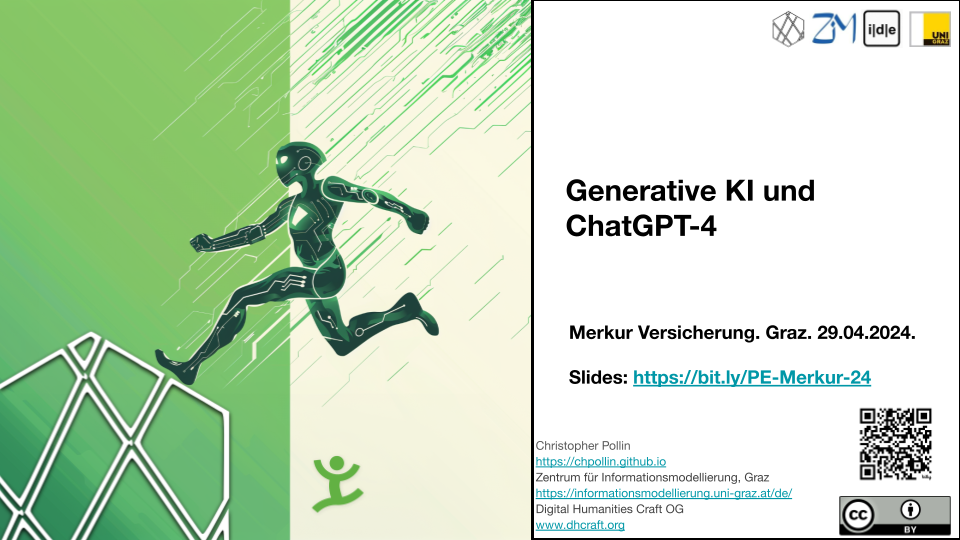 ZIM
i|d|e
UNI
GRAZ
Generative KI und
ChatGPT-4
Merkur Versicherung. Graz. 29.04.2024.
Slides: https://bit.ly/PE-Merkur-24
Christopher Pollin
https://chpollin.github.io
Zentrum für Informationsmodellierung, Graz
https://informationsmodellierung.uni-graz.at/de/
Digital Humanities Craft OG
www.dhcraft.org
cc
BY